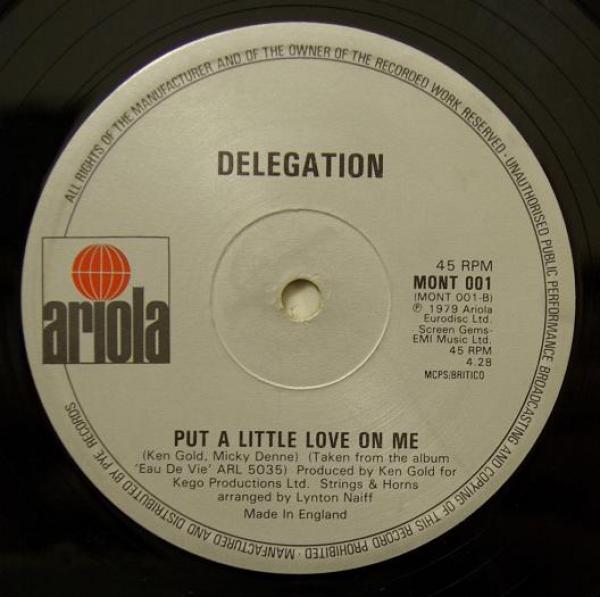 ALL RIGHTS OF THE MANUFACTURER AND OF THE OWNER OF THE RECORDED WORK RESERVED · UNAUTHORISED PUBLIC PERFORMANCE BROADCASTING AND COPYING OF THIS RECORD PROHIBITED · MANUFACTURED AND DISTRIBUTED BY PYE RECORDS
DELEGATION
ariola
45 RPM
MONT 001
(MONT 001-B)
℗ 1979 Ariola
Eurodisc Ltd.
Screen Gems-
EMI Music Ltd.
45 RPM
4.28
MCPS/BRITICO
PUT A LITTLE LOVE ON ME
(Ken Gold, Micky Denne) (Taken from the album
'Eau De Vie' ARL 5035) Produced by Ken Gold for
Kego Productions Ltd. Strings & Horns
arranged by Lynton Naiff
Made In England